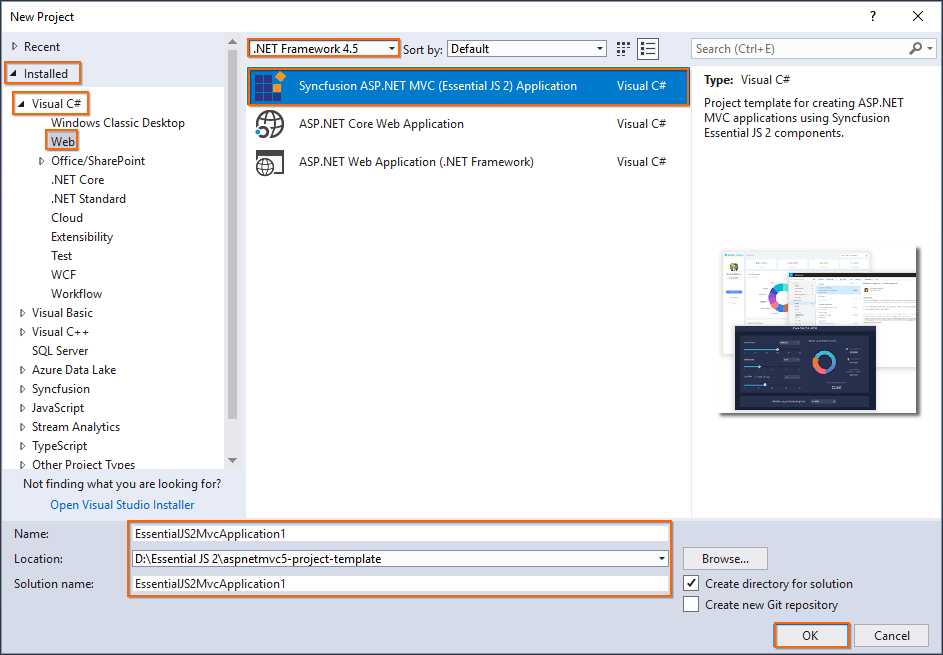 New Project
?
Recent
.NET Framework 4.5
Sort by:
Default
Search (Ctrl+E)
Installed
Visual C#
Windows Classic Desktop
Web
Office/SharePoint
.NET Core
.NET Standard
Cloud
Extensibility
Test
WCF
Workflow
Visual Basic
Visual C++
SQL Server
Azure Data Lake
Syncfusion
JavaScript
Stream Analytics
TypeScript
Other Project Types
Not finding what you are looking for?
Open Visual Studio Installer
Syncfusion ASP.NET MVC (Essential JS 2) Application Visual C#
ASP.NET Core Web Application Visual C#
ASP.NET Web Application (.NET Framework) Visual C#
Type: Visual C#
Project template for creating ASP.NET
MVC applications using Syncfusion
Essential JS 2 components.
Name: EssentialJS2MvcApplication1
Location: D:\Essential JS 2\aspnetmvc5-project-template
Browse...
Solution name: EssentialJS2MvcApplication1
Create directory for solution
Create new Git repository
OK
Cancel